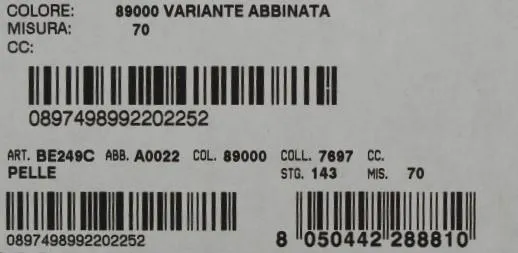 COLORE: 89000 VARIANTE ABBINATA
MISURA: 70
CC:
0897498992202252
ART. BE249C ABB. A0022 COL. 89000 COLL. 7697 CC.
PELLE STG. 143 MIS. 70
0897498992202252
8 050442 288810